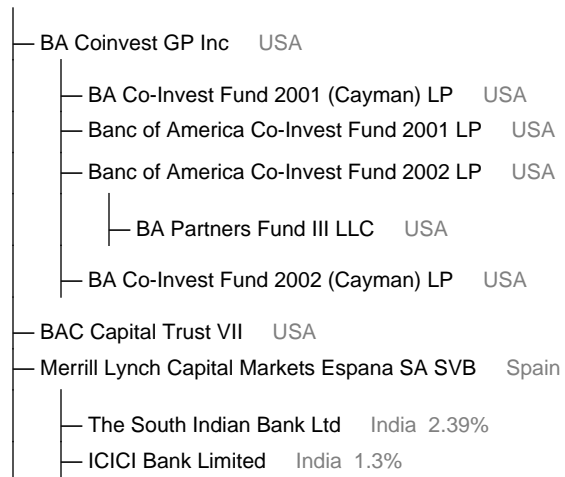 BA Coinvest GP Inc USA
BA Co-Invest Fund 2001 (Cayman) LP USA
Banc of America Co-Invest Fund 2001 LP USA
Banc of America Co-Invest Fund 2002 LP USA
BA Partners Fund III LLC USA
BA Co-Invest Fund 2002 (Cayman) LP USA
BAC Capital Trust VII USA
Merrill Lynch Capital Markets Espana SA SVB Spain
The South Indian Bank Ltd India 2.39%
ICICI Bank Limited India 1.3%